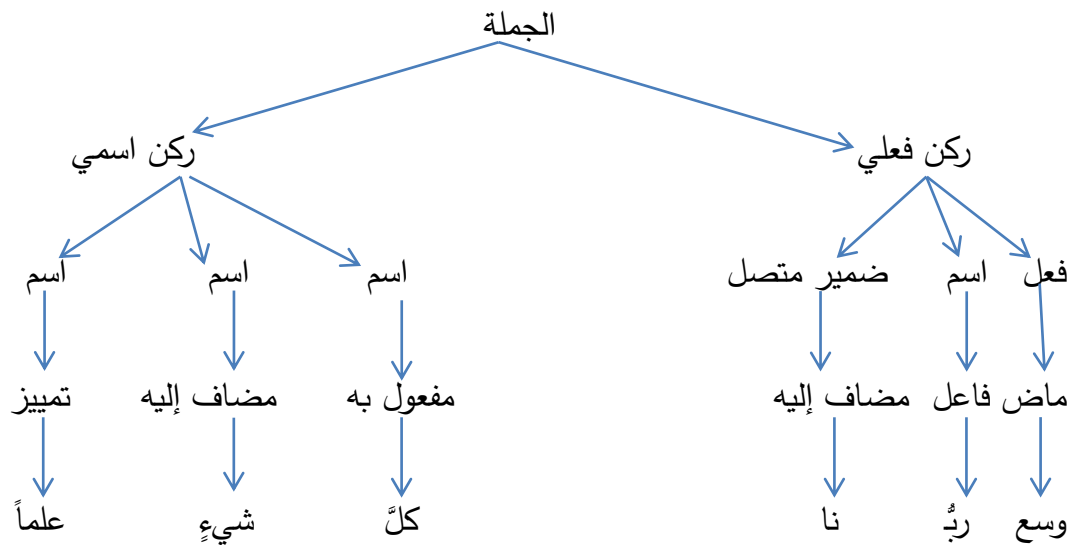 الجملة
ركن فعلي ركن اسمي
فعل اسم ضمير متصل اسم اسم اسم
ماض فاعل مضاف إليه مفعول به مضاف إليه تمييز
وسع ربُّـ نا كلَّ شيءٍ علماً